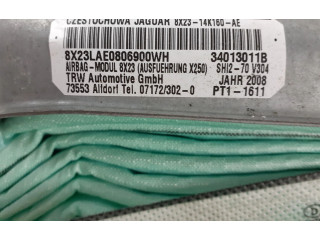 CZESTOCHOWA JAGUAR 8X23-14K160-AE
8X23LAE0806900WH 34013011B
AIRBAG-MODUL 8X23 (AUSFUEHRUNG X250) SHI2-70 V304
TRW Automotive GmbH JAHR 2008
73553 Alfdorf Tel. 07172/302-0 PT1-1611